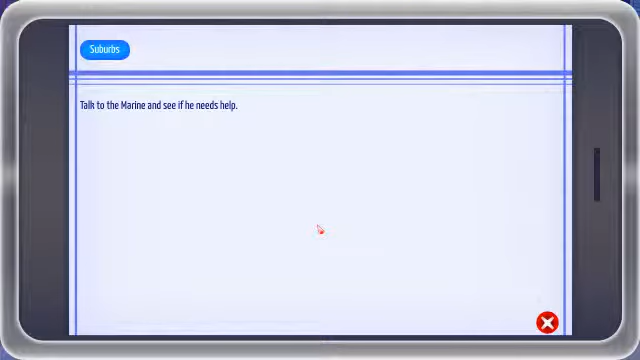 Suburbs
Talk to the Marine and see if he needs help.